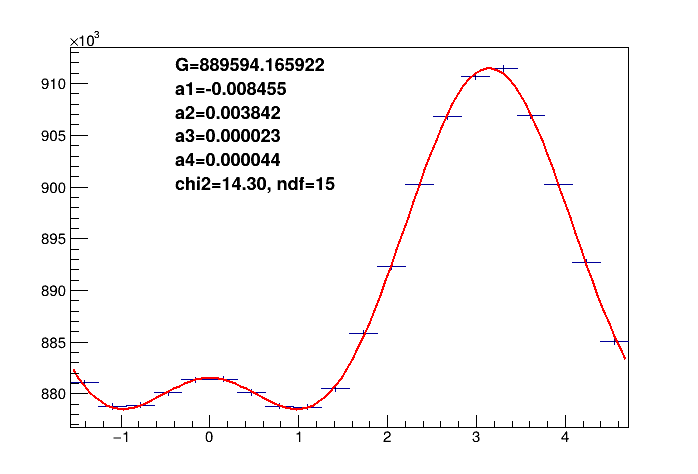 ×10³
G=889594.165922
a1=-0.008455
a2=0.003842
a3=0.000023
a4=0.000044
chi2=14.30, ndf=15
910
905
900
895
890
885
880
−1 0 1 2 3 4